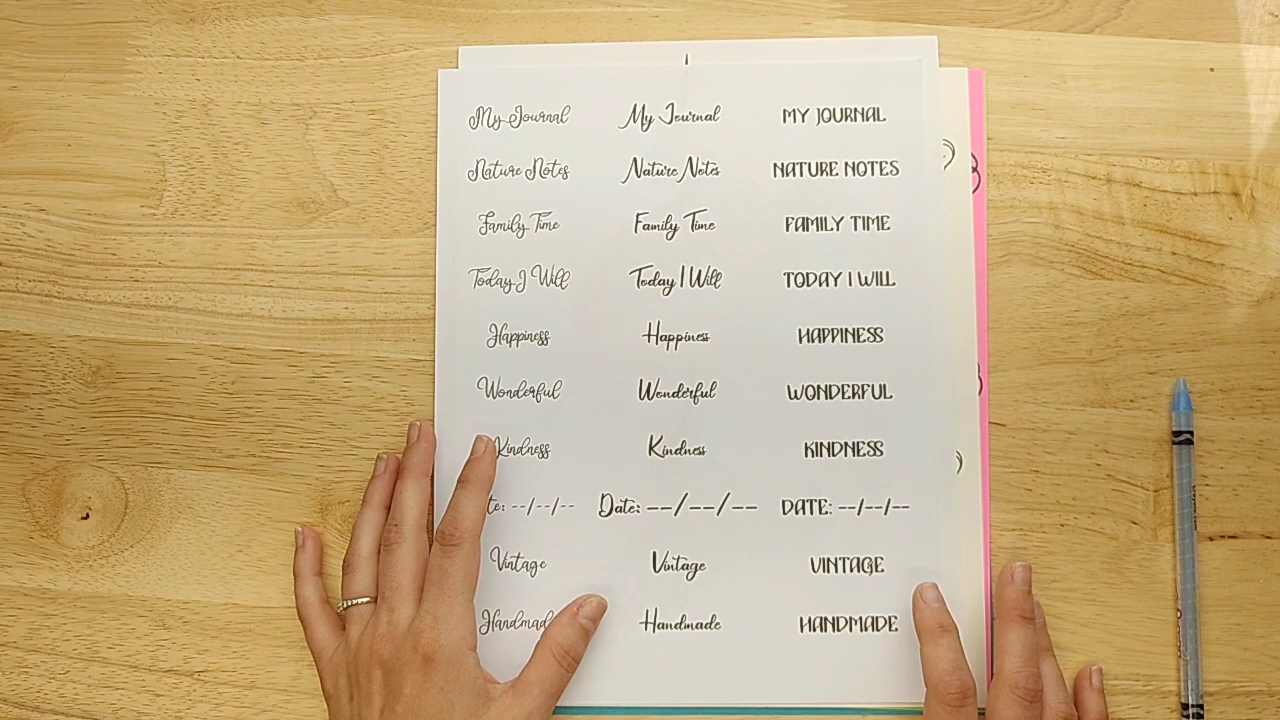 My Journal My Journal MY JOURNAL
Nature Notes Nature Notes NATURE NOTES
Family Time Family Time FAMILY TIME
Today I Will Today I Will TODAY I WILL
Happiness Happiness HAPPINESS
Wonderful Wonderful WONDERFUL
Kindness Kindness KINDNESS
te: --/--/-- Date: --/--/-- DATE: --/--/--
Vintage Vintage VINTAGE
Handmade Handmade HANDMADE